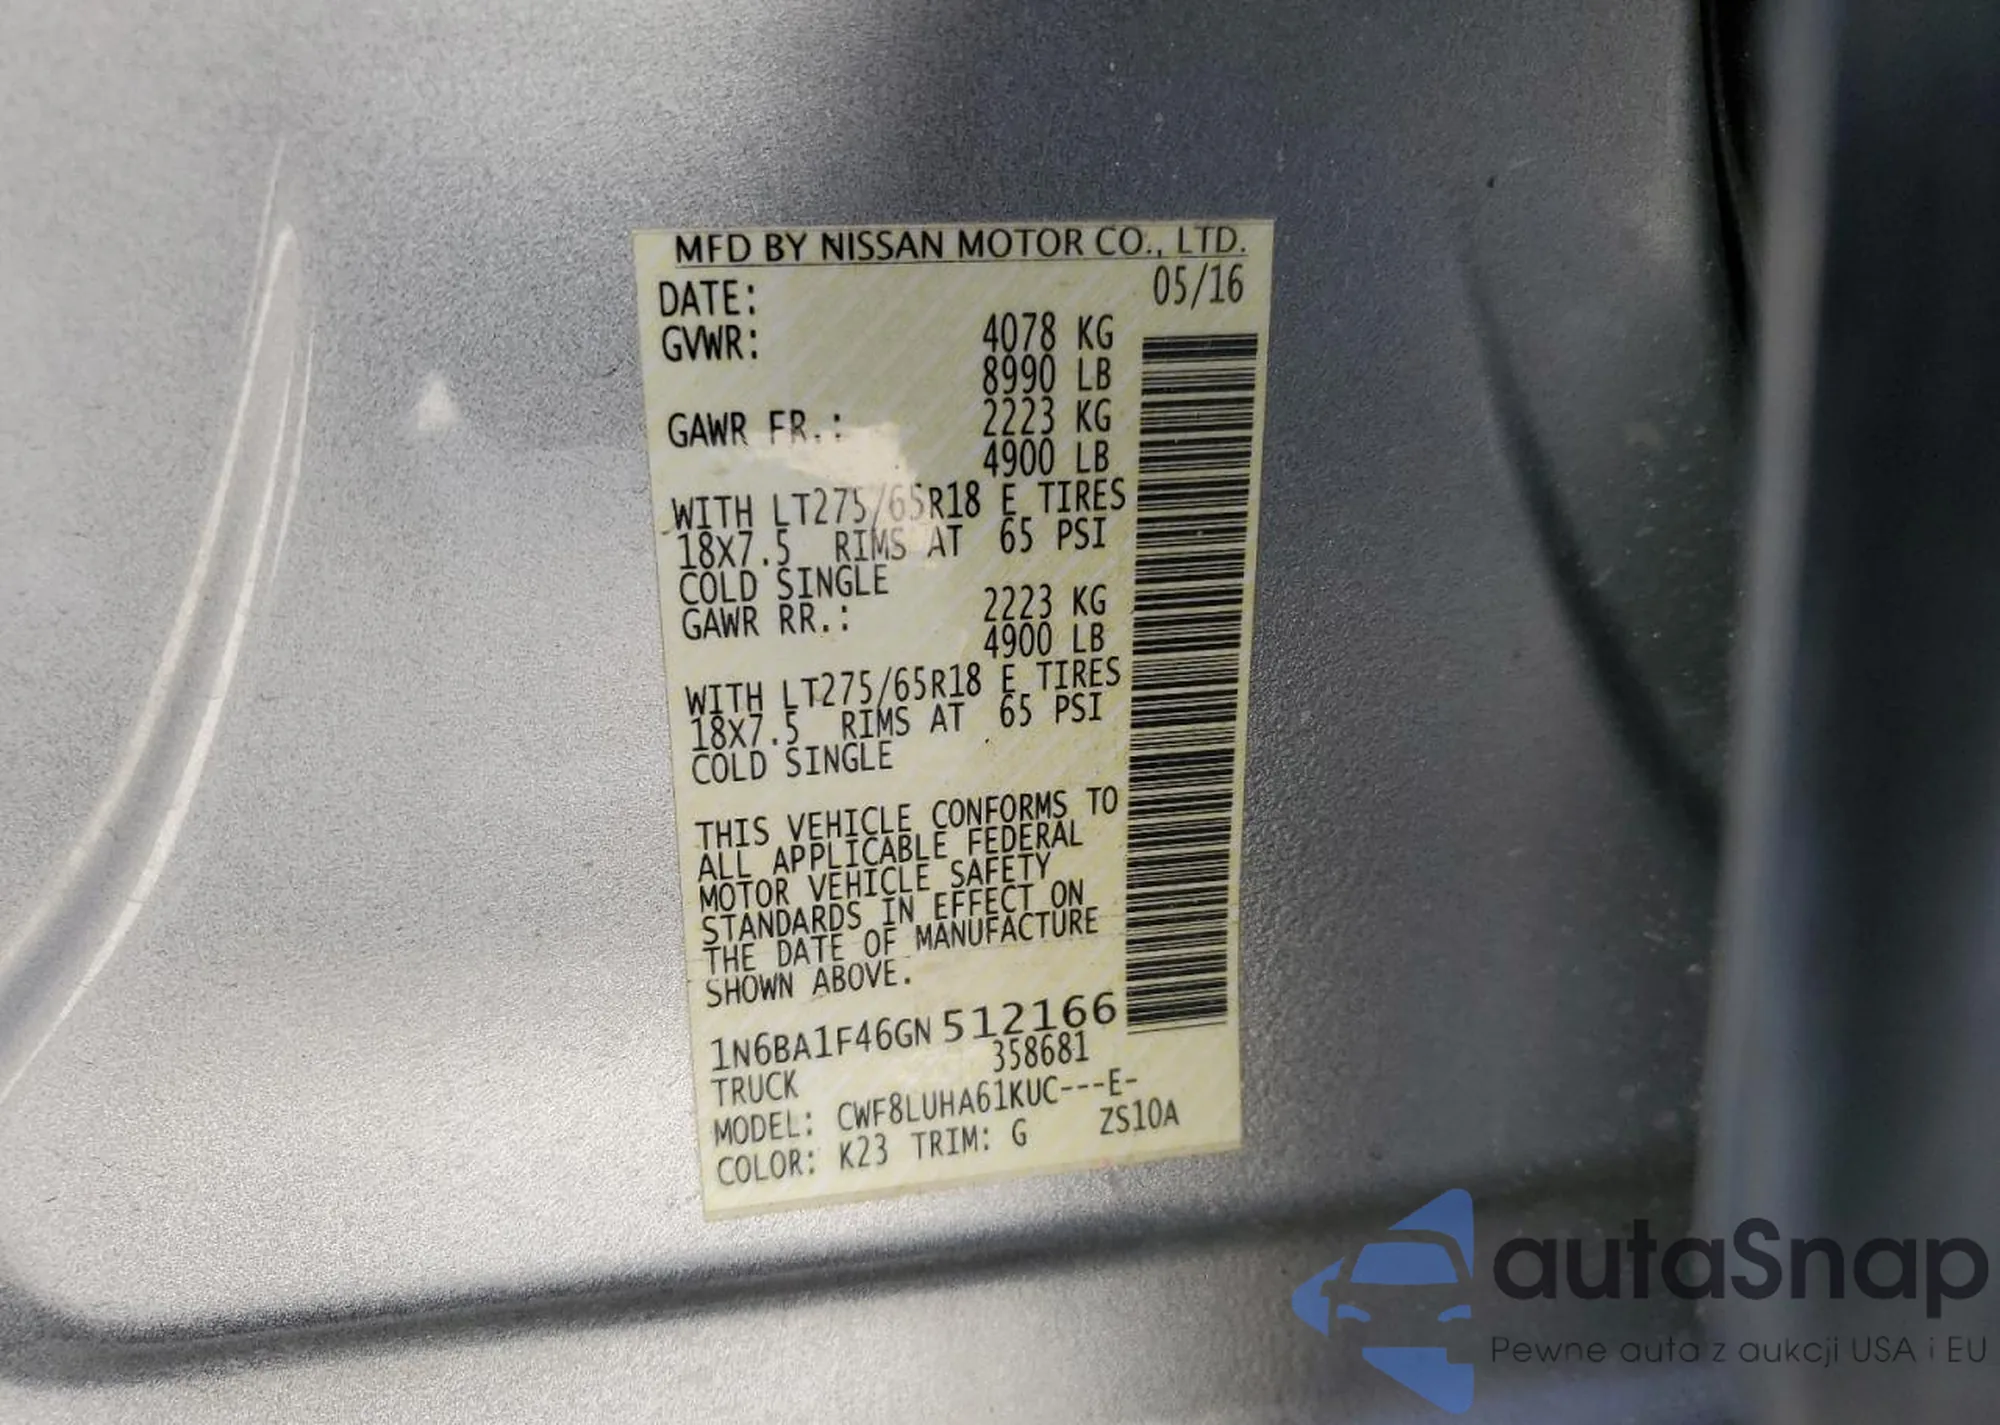 MFD BY NISSAN MOTOR CO., LTD.
DATE: 05/16
GVWR: 4078 KG
8990 LB
GAWR FR.: 2223 KG
4900 LB
WITH LT275/65R18 E TIRES
18X7.5 RIMS AT 65 PSI
COLD SINGLE
GAWR RR.: 2223 KG
4900 LB
WITH LT275/65R18 E TIRES
18X7.5 RIMS AT 65 PSI
COLD SINGLE
THIS VEHICLE CONFORMS TO
ALL APPLICABLE FEDERAL
MOTOR VEHICLE SAFETY
STANDARDS IN EFFECT ON
THE DATE OF MANUFACTURE
SHOWN ABOVE.
1N6BA1F46GN 512166
358681
TRUCK
MODEL: CWF8LUHA61KUC---E-
COLOR: K23 TRIM: G ZS10A
autaSnap
Pewne auta z aukcji USA i EU